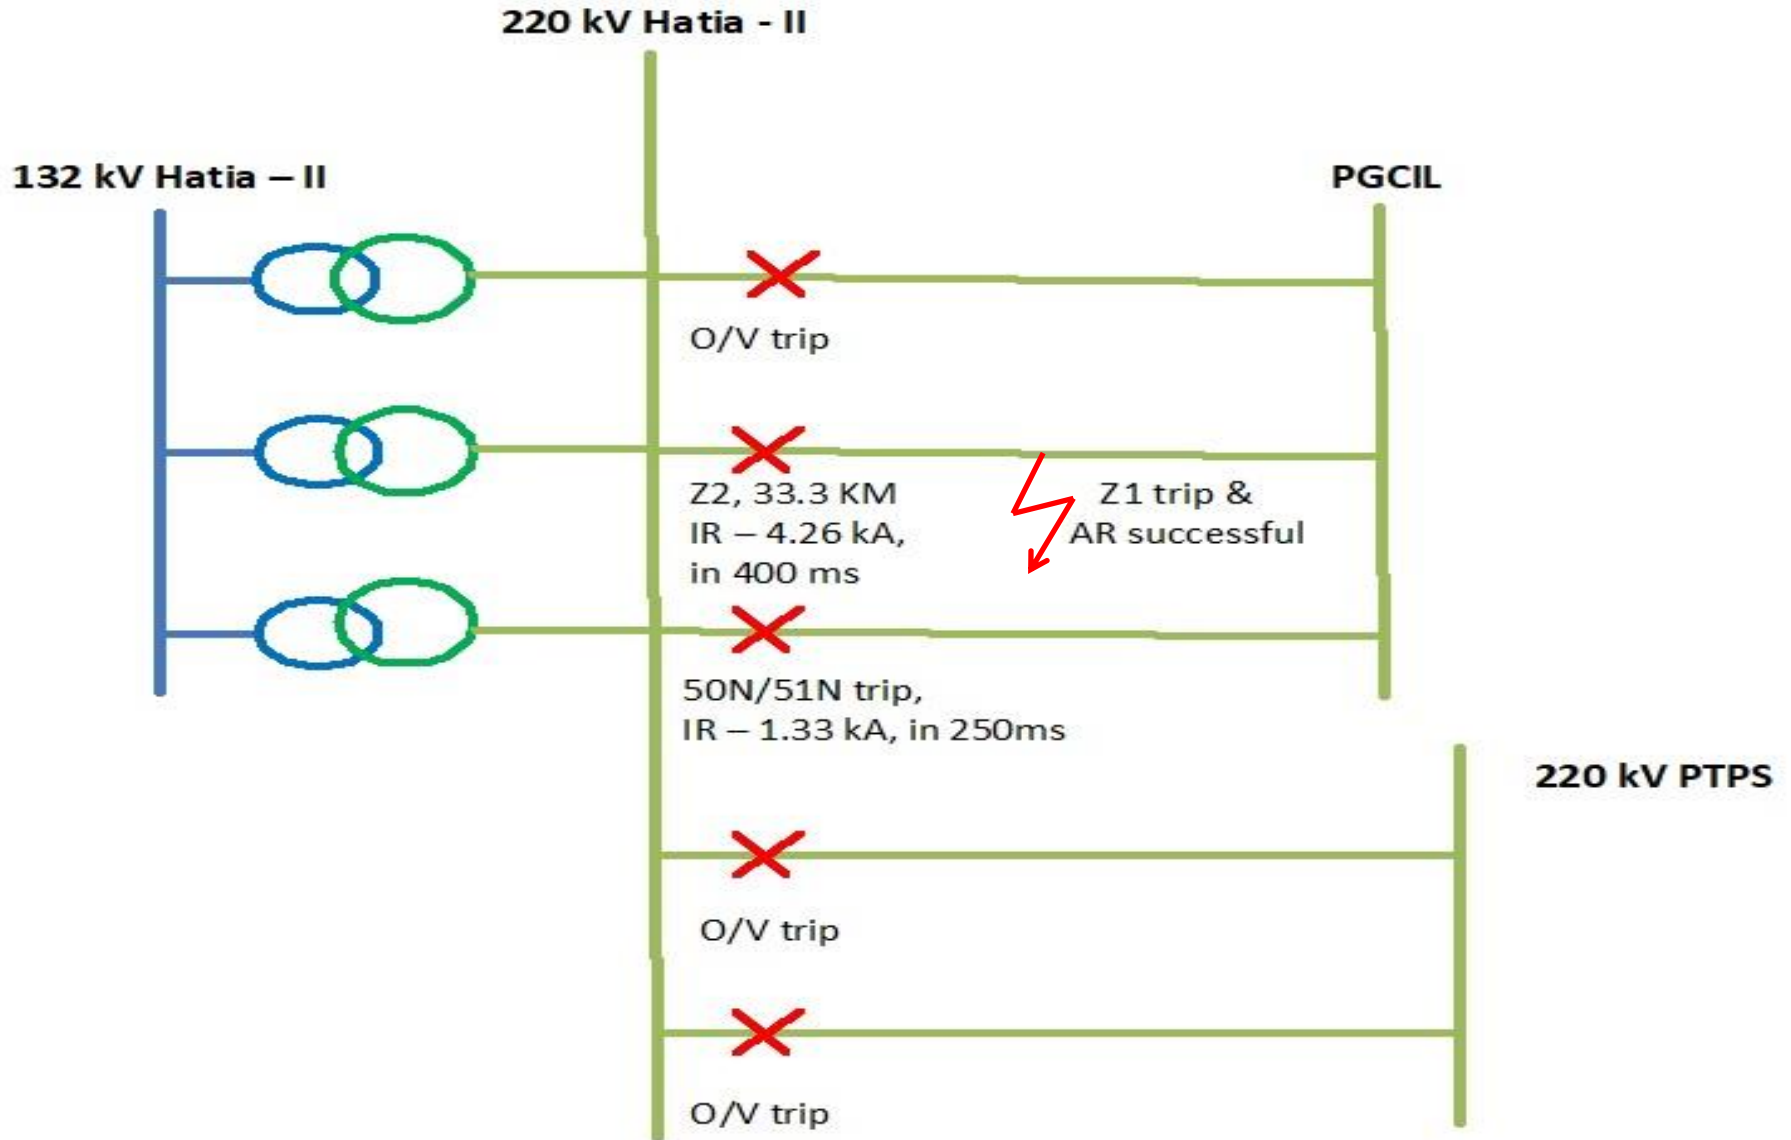 220 kV Hatia - II
132 kV Hatia – II
PGCIL
O/V trip
Z2, 33.3 KM
IR – 4.26 kA,
in 400 ms
Z1 trip &
AR successful
50N/51N trip,
IR – 1.33 kA, in 250ms
220 kV PTPS
O/V trip
O/V trip